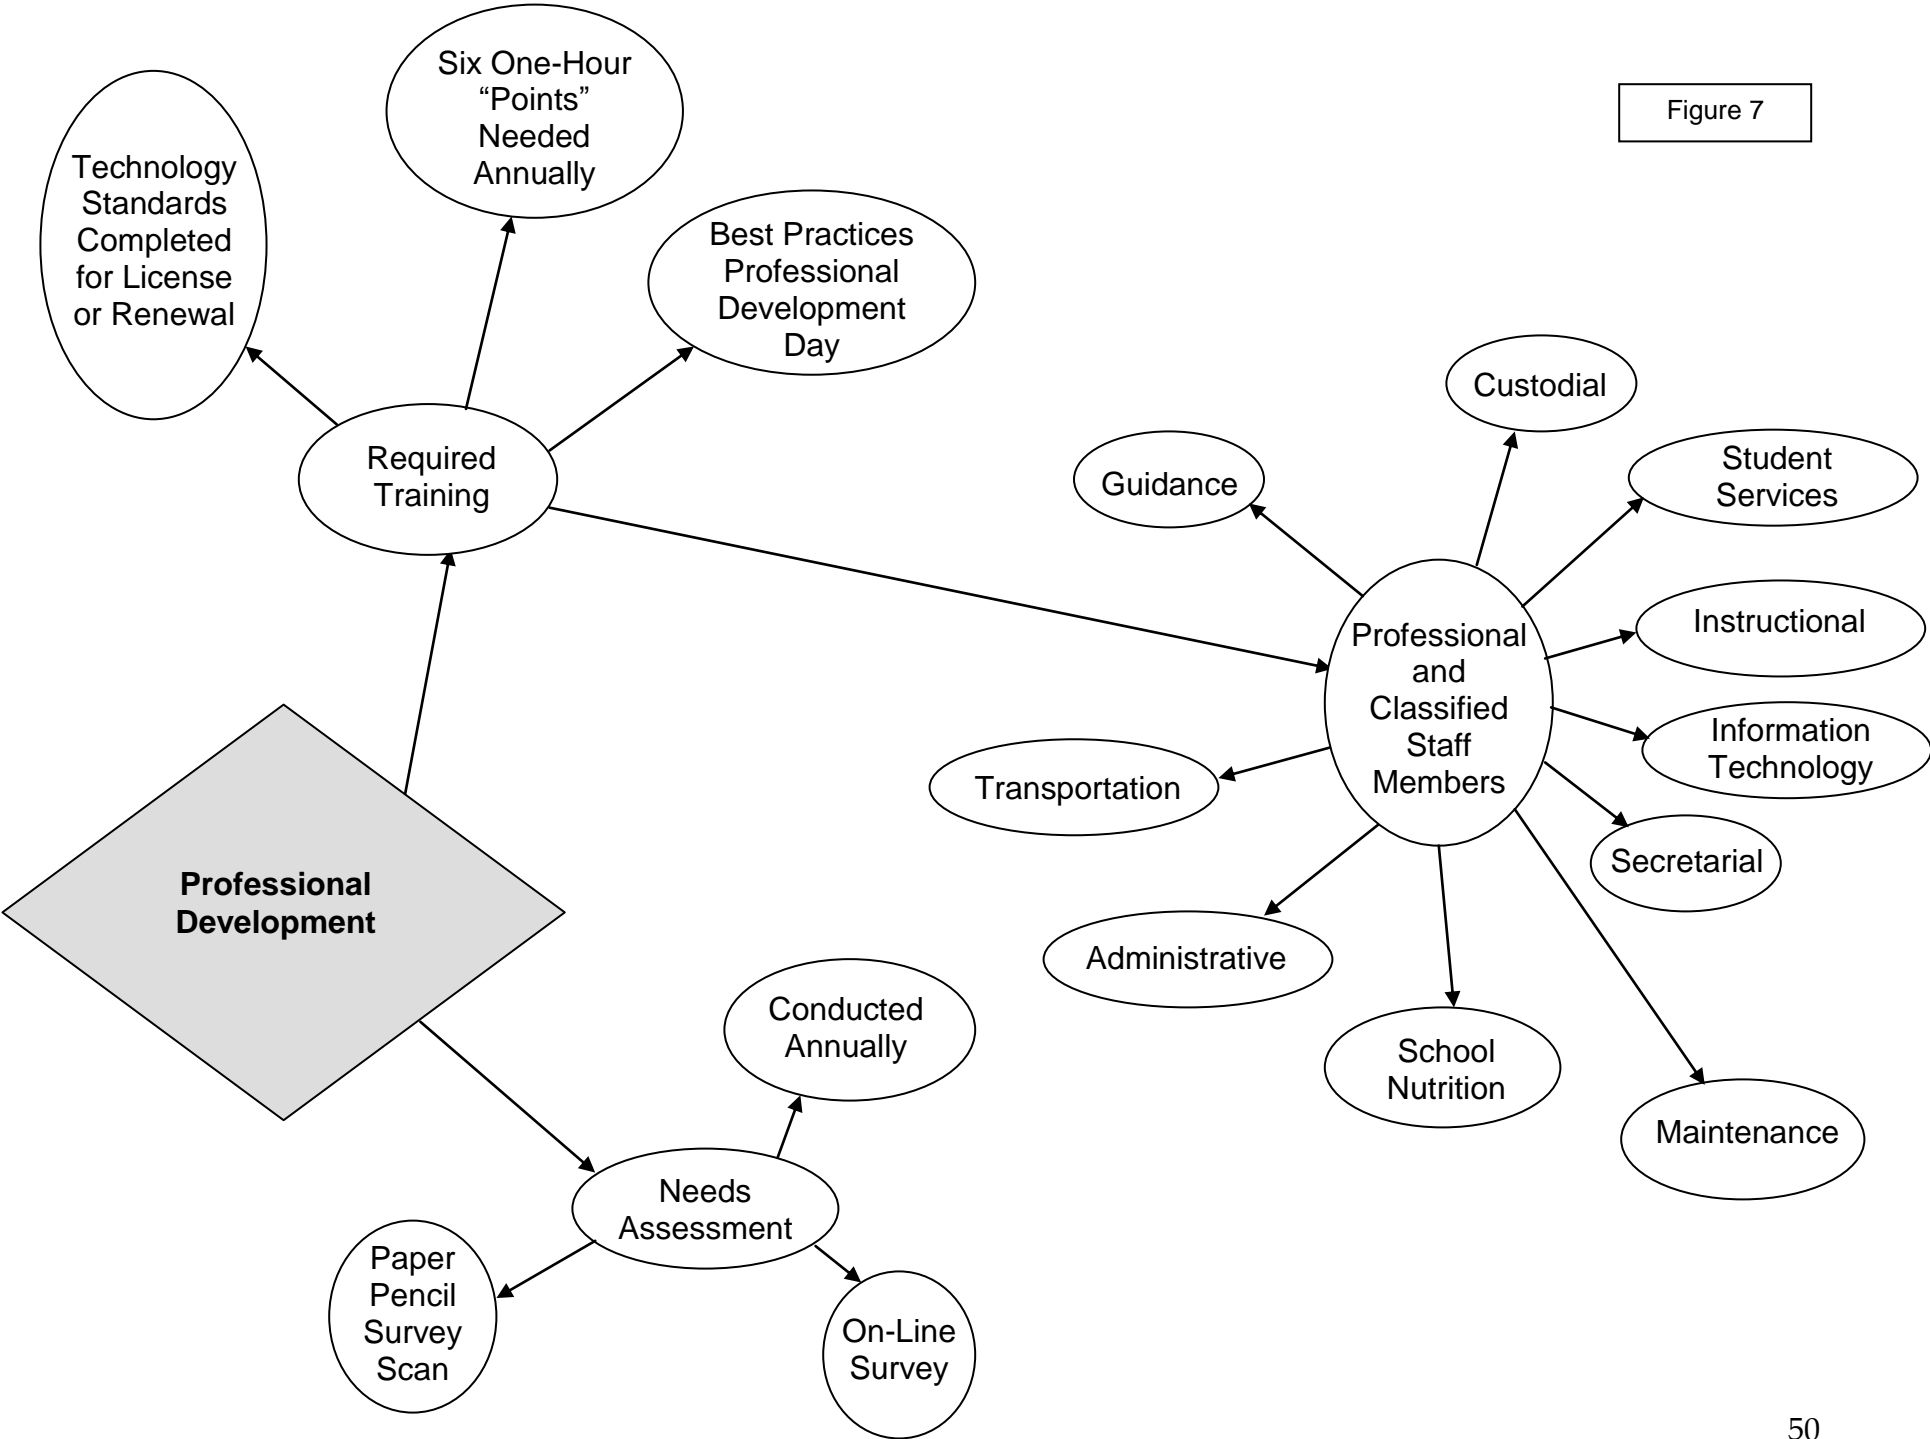 Six One-Hour
“Points”
Needed
Annually
Figure 7
Technology
Standards
Completed
for License
or Renewal
Best Practices
Professional
Development
Day
Required
Training
Custodial
Guidance
Student
Services
Instructional
Professional
and
Classified
Staff
Members
Information
Technology
Transportation
Secretarial
Professional
Development
Administrative
Conducted
Annually
School
Nutrition
Maintenance
Needs
Assessment
Paper
Pencil
Survey
Scan
On-Line
Survey
50